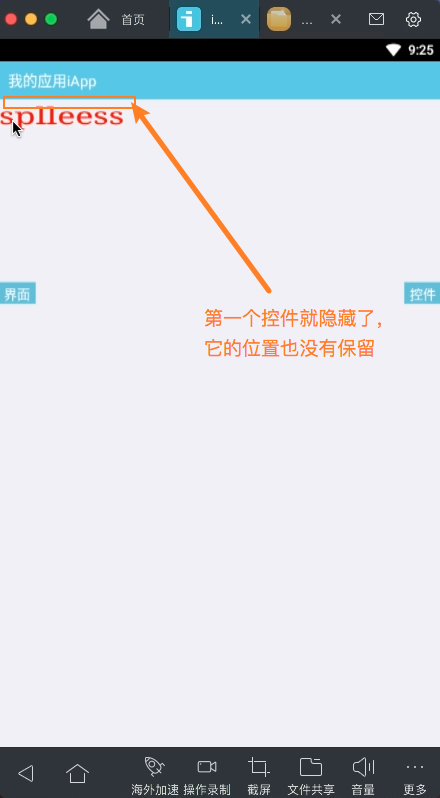 首页
i...
...
9:25
我的应用iApp
splleess
界面
控件
第一个控件就隐藏了，
它的位置也没有保留
海外加速 操作录制 截屏 文件共享 音量 更多